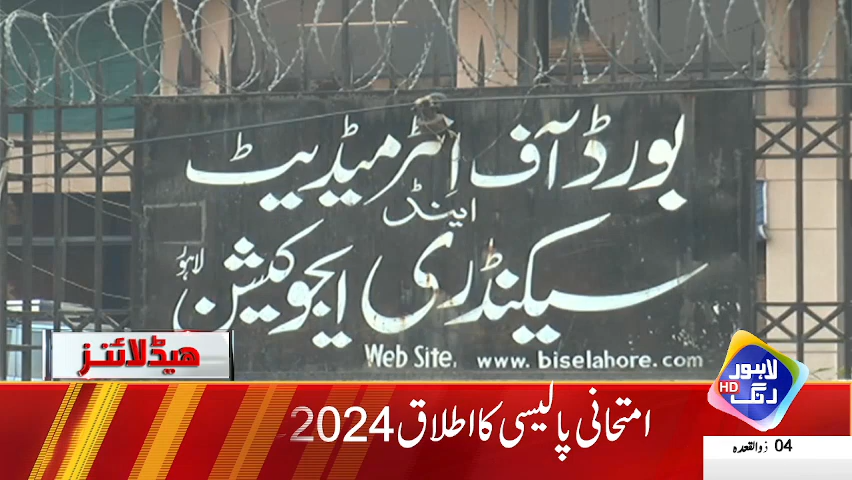 بورڈ آف انٹرمیڈیٹ
اینڈ
سیکنڈری ایجوکیشن لاہور
Web Site. www.biselahore.com
ہیڈلائنز
لاہور
رنگ
HD
امتحانی پالیسی کا اطلاق 2024
04 ذوالقعدہ